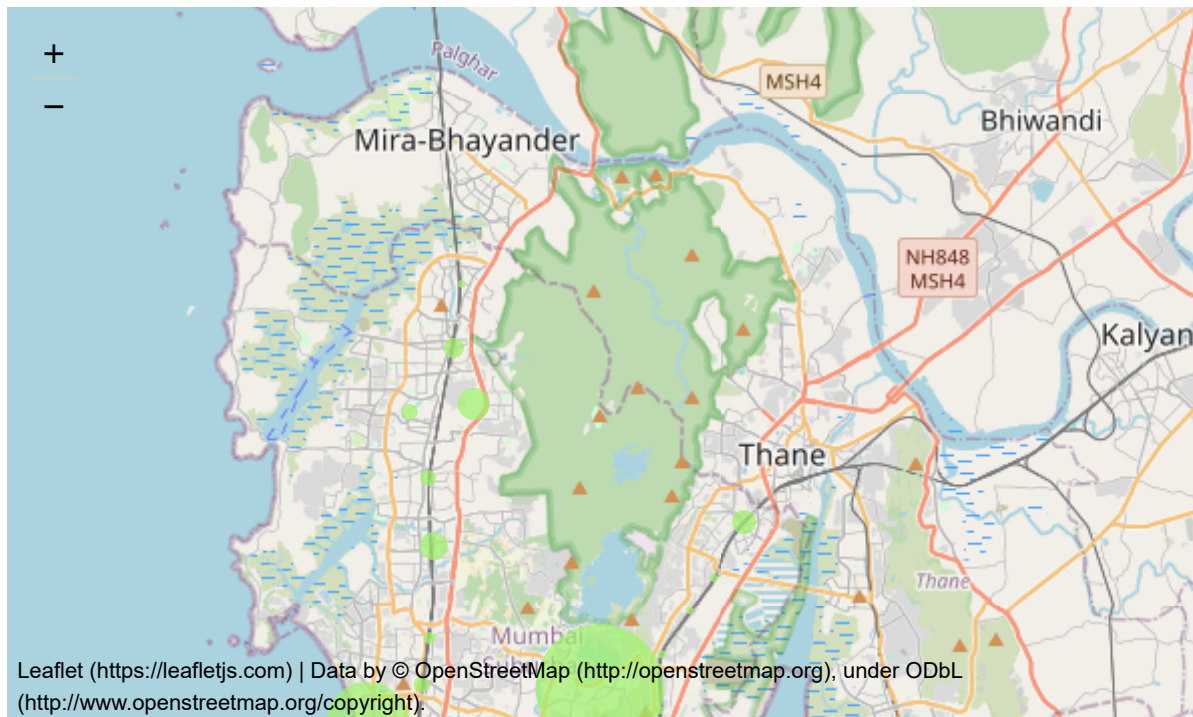 +
−
Palghar
MSH4
Bhiwandi
Mira-Bhayander
NH848
MSH4
Kalyan
Thane
Thane
Mumbai
Leaflet (https://leafletjs.com) | Data by © OpenStreetMap (http://openstreetmap.org), under ODbL
(http://www.openstreetmap.org/copyright).